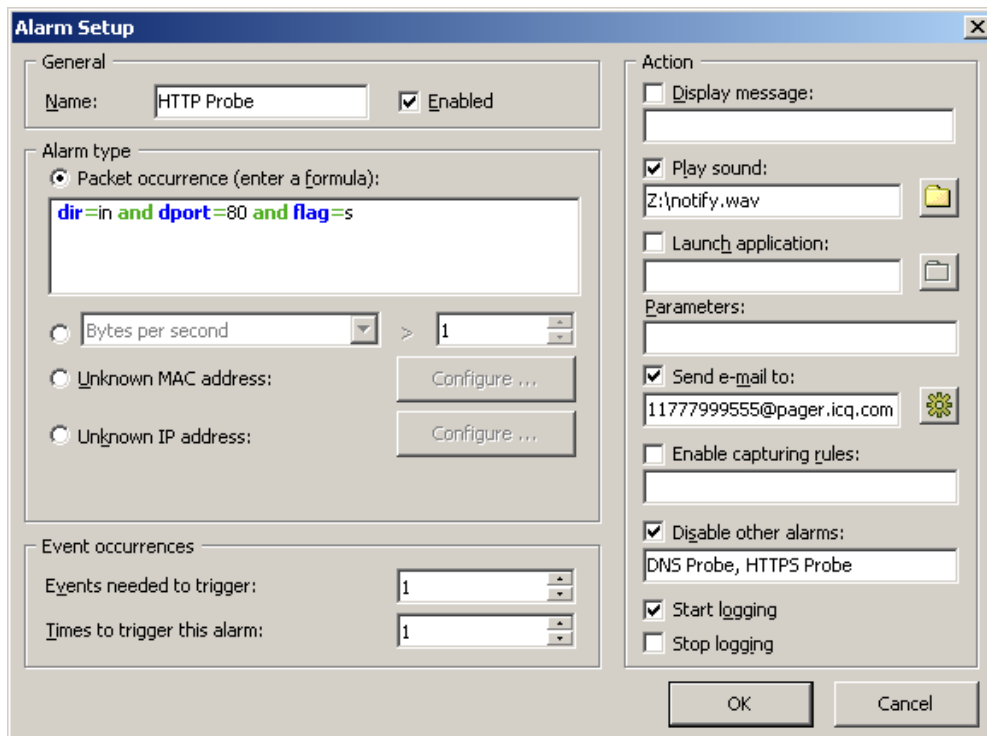 Alarm Setup
General
Name: HTTP Probe Enabled
Alarm type
Packet occurrence (enter a formula):
dir=in and dport=80 and flag=s
Bytes per second > 1
Unknown MAC address: Configure ...
Unknown IP address: Configure ...
Event occurrences
Events needed to trigger: 1
Times to trigger this alarm: 1
Action
Display message:
Play sound:
Z:\notify.wav
Launch application:
Parameters:
Send e-mail to:
11777999555@pager.icq.com
Enable capturing rules:
Disable other alarms:
DNS Probe, HTTPS Probe
Start logging
Stop logging
OK Cancel